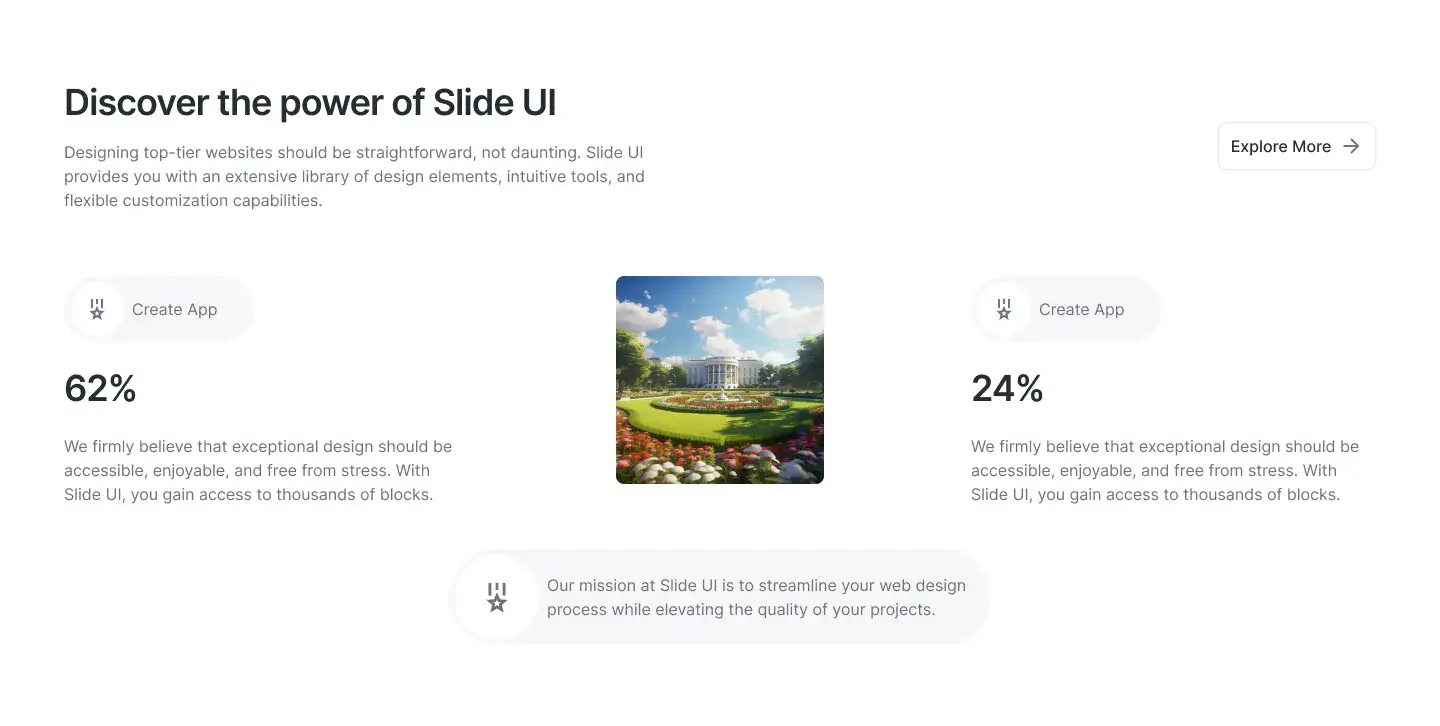 Discover the power of Slide UI
Designing top-tier websites should be straightforward, not daunting. Slide UI
provides you with an extensive library of design elements, intuitive tools, and
flexible customization capabilities.
Explore More
Create App
62%
We firmly believe that exceptional design should be
accessible, enjoyable, and free from stress. With
Slide UI, you gain access to thousands of blocks.
Create App
24%
We firmly believe that exceptional design should be
accessible, enjoyable, and free from stress. With
Slide UI, you gain access to thousands of blocks.
Our mission at Slide UI is to streamline your web design
process while elevating the quality of your projects.